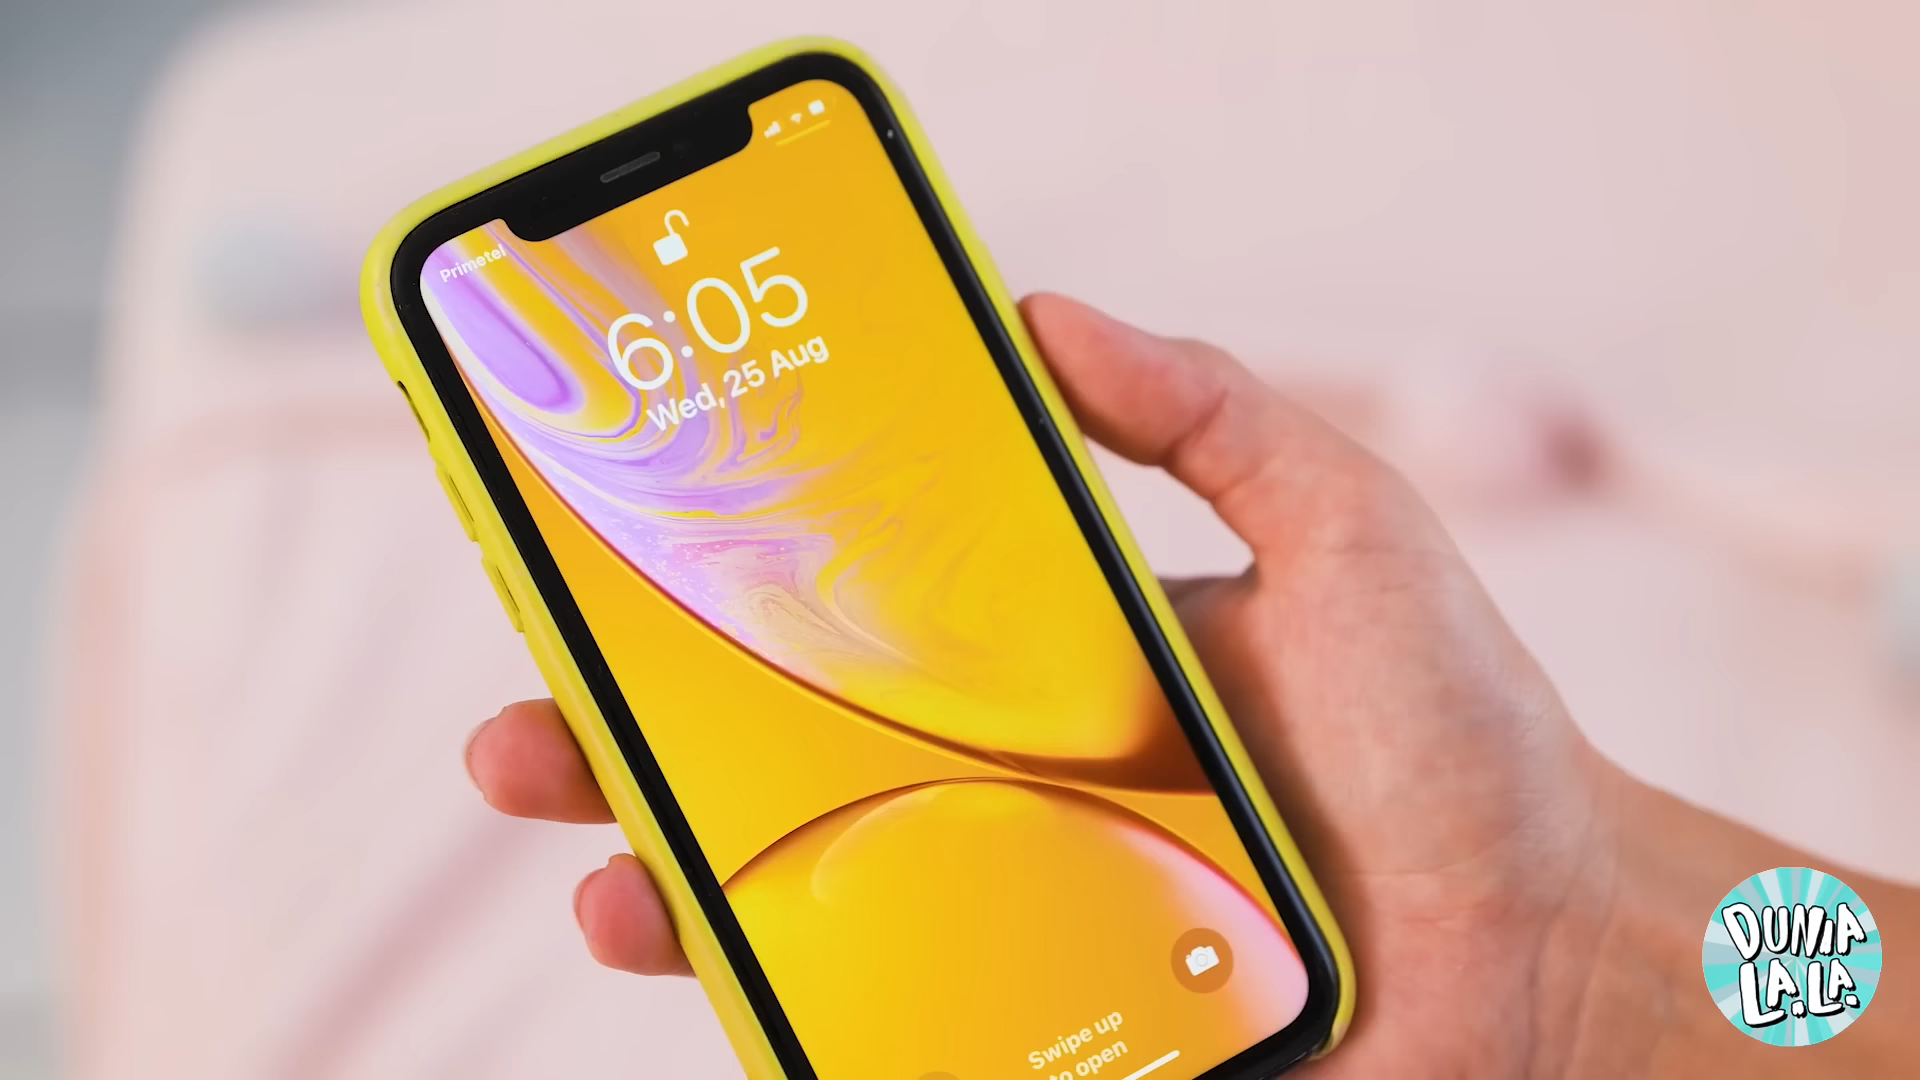 Primetel
6:05
Wed, 25 Aug
Swipe up
to open
DUNIA
LA.LA.